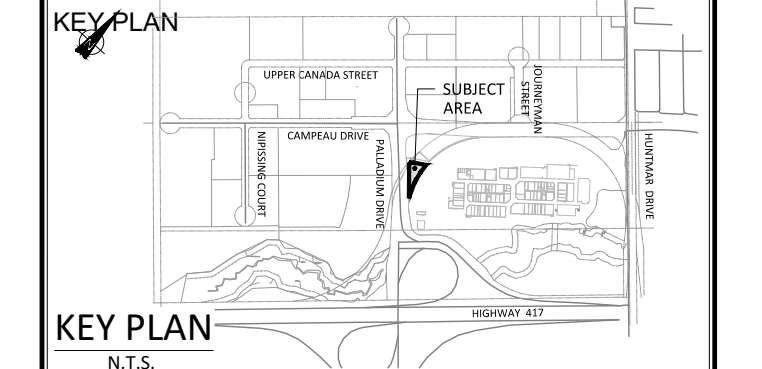 KEY PLAN
UPPER CANADA STREET
SUBJECT
AREA
JOURNEYMAN
STREET
CAMPEAU DRIVE
NIPISSING COURT
PALLADIUM DRIVE
HUNTMAR DRIVE
HIGHWAY 417
KEY PLAN
N.T.S.